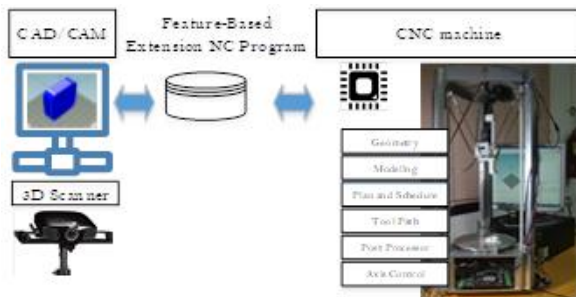 CAD/CAM
Feature-Based
Extension NC Program
CNC machine
3D Scanner
Geometry
Modeling
Plan and Schedule
Tool Path
Post Processor
Axis Control